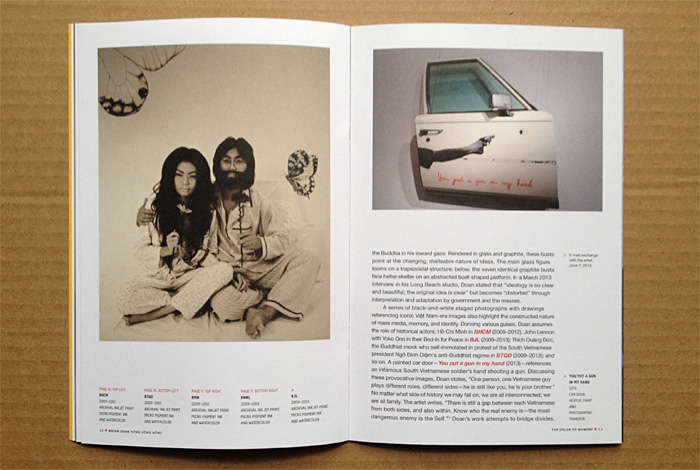 PAGE 11, TOP LEFT
BHCM
2009–2012
ARCHIVAL INKJET PRINT,
MICRO PIGMENT INK
AND WATERCOLOR
PAGE 11, BOTTOM LEFT
BTQD
2009–2013
ARCHIVAL INKJET PRINT,
MICRO PIGMENT INK
AND WATERCOLOR
TOP RIGHT
2009–2013
ARCHIVAL INKJET PRINT,
MICRO PIGMENT INK
AND WATERCOLOR
BOTTOM RIGHT
2009–2013
ARCHIVAL INKJET PRINT,
MICRO PIGMENT INK
AND WATERCOLOR
BJL
2009–2013
ARCHIVAL INKJET PRINT,
MICRO PIGMENT INK
AND WATERCOLOR
BRIAN DOAN
You put a gun in my hand
the Buddha in his inward gaze. Rendered in glass and graphite, these busts
point at the changing, malleable nature of ideas. The main glass figure
looms on a trapezoidal structure; below, the seven identical graphite busts
face helter-skelter on an abstracted boat-shaped platform. In a March 2013
interview in his Long Beach studio, Doan stated that "ideology is so clear
and beautiful; the original idea is clear" but becomes "distorted" through
interpretation and adaptation by government and the masses.
A series of black-and-white staged photographs with drawings
referencing iconic Việt Nam-era images also highlight the constructed nature
of mass media, memory, and identity. Donning various guises, Doan assumes
the role of historical actors: Hồ Chí Minh in BHCM (2009–2012); John Lennon
with Yoko Ono in their Bed-In for Peace in BJL (2009–2013); Thích Quảng Đức,
the Buddhist monk who self-immolated in protest of the South Vietnamese
president Ngô Đình Diệm's anti-Buddhist regime in BTQD (2009–2013); and
so on. A painted car door—You put a gun in my hand (2013)—references
an infamous South Vietnamese soldier's hand shooting a gun. Discussing
these provocative images, Doan states, "One person, one Vietnamese guy
plays different roles, different sides—he is still like you, he is your brother."
No matter what side of history we may fall on, we are all interconnected; we
are all family. The artist writes, "There is still a gap between each Vietnamese
from both sides, and also within. Know who the real enemy is—the most
dangerous enemy is the Self." Doan's work attempts to bridge divides.
E-mail exchange
with the artist,
June 7, 2013.
YOU PUT A GUN
IN MY HAND
2013
CAR DOOR,
ACRYLIC PAINT
AND
PHOTOGRAPHIC
TRANSFER
THE COLOR OF MEMORY 13